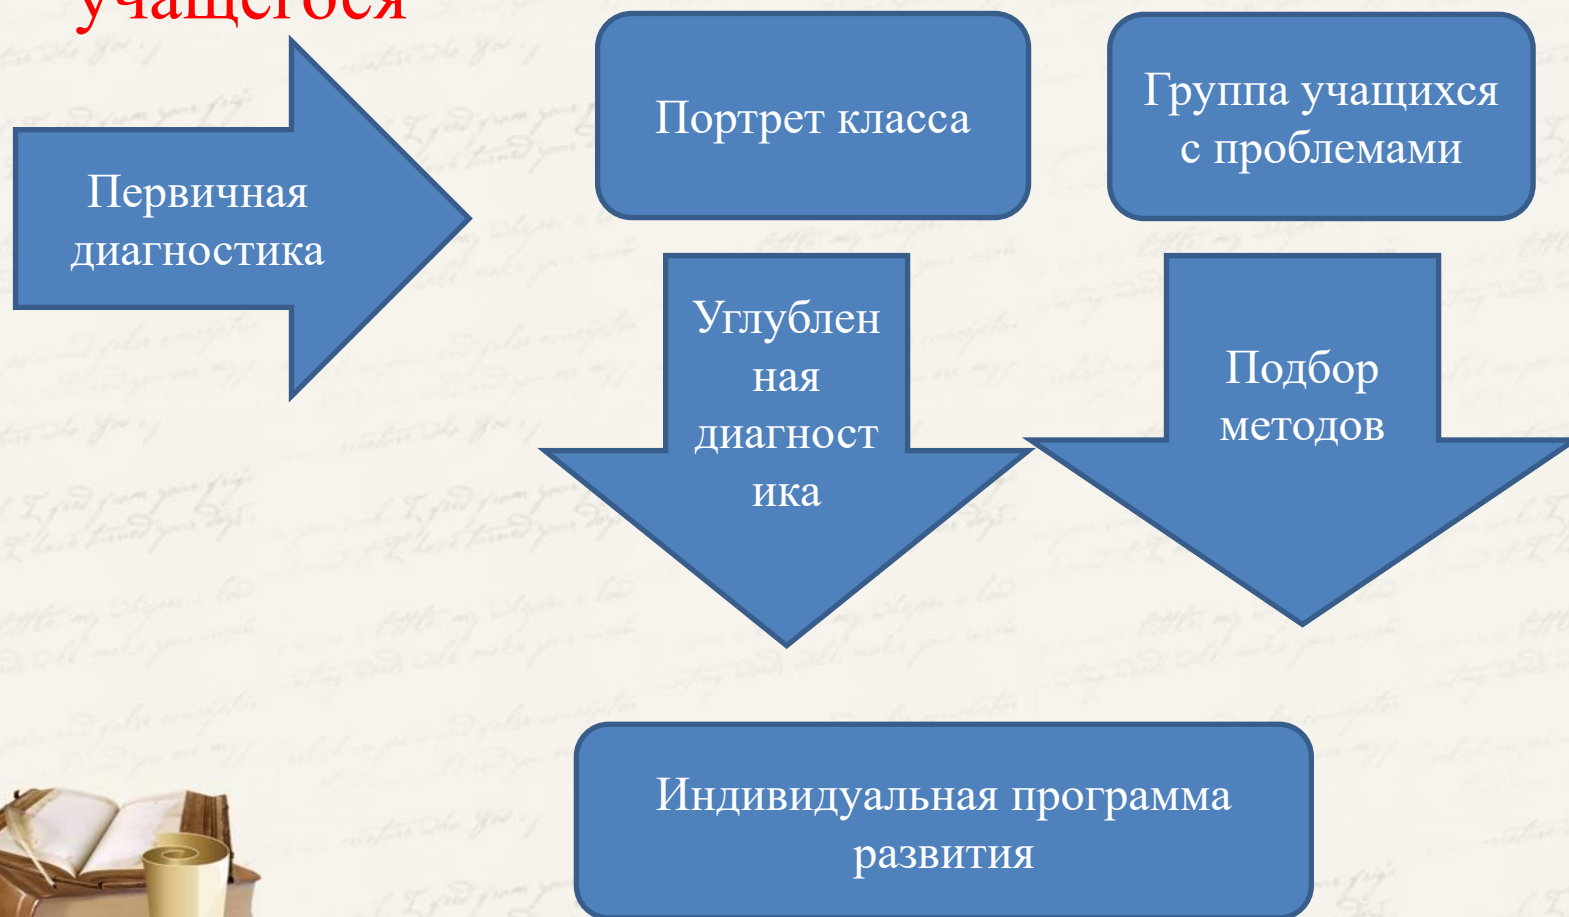 учащегося
Портрет класса
Группа учащихся
с проблемами
Первичная
диагностика
Углублен
ная
диагност
ика
Подбор
методов
Индивидуальная программа
развития